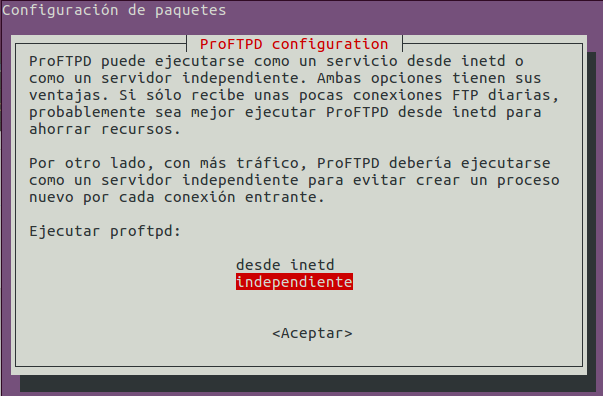 Configuración de paquetes
ProFTPD configuration
ProFTPD puede ejecutarse como un servicio desde inetd o
como un servidor independiente. Ambas opciones tienen sus
ventajas. Si sólo recibe unas pocas conexiones FTP diarias,
probablemente sea mejor ejecutar ProFTPD desde inetd para
ahorrar recursos.
Por otro lado, con más tráfico, ProFTPD debería ejecutarse
como un servidor independiente para evitar crear un proceso
nuevo por cada conexión entrante.
Ejecutar proftpd:
desde inetd
independiente
<Aceptar>